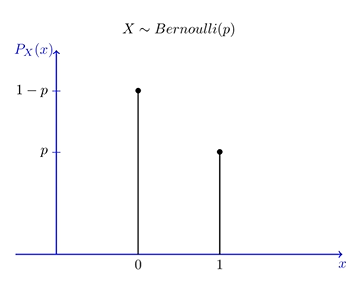 X ∼ Bernoulli(p)
P_X(x)
1 − p
p
0 1
x